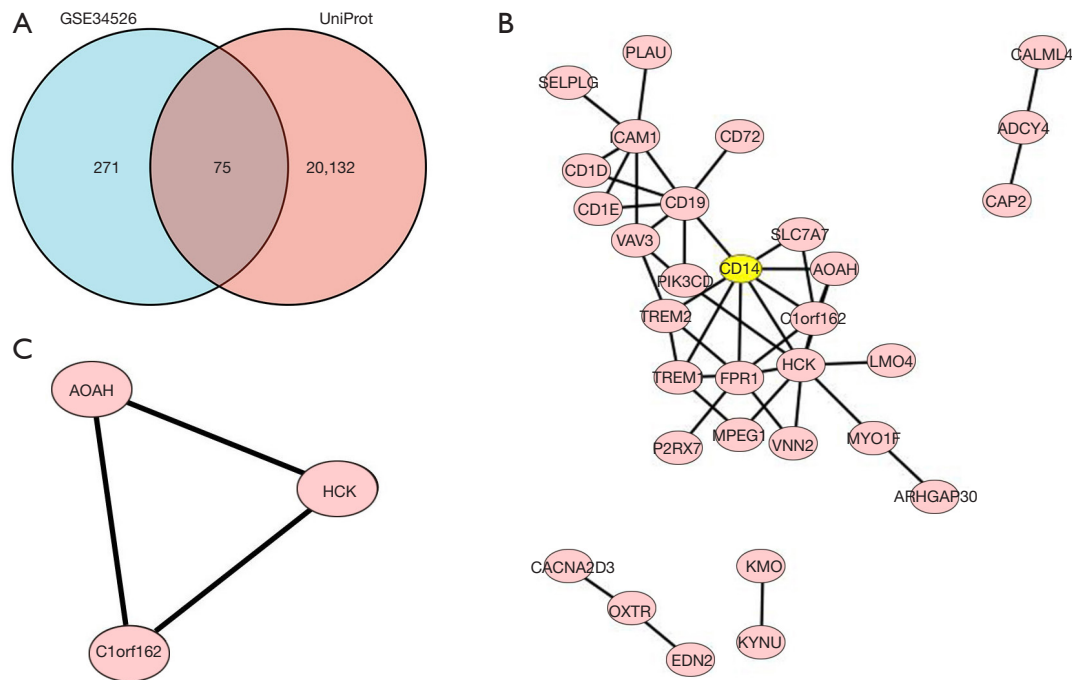 A
GSE34526
UniProt
271
75
20,132
B
PLAU
SELPLG
ICAM1
CD72
CD1D
CD1E
CD19
VAV3
SLC7A7
CD14
AOAH
PIK3CD
TREM2
C1orf162
HCK
LMO4
TREM1
FPR1
MPEG1
P2RX7
VNN2
MYO1F
ARHGAP30
CALML4
ADCY4
CAP2
CACNA2D3
OXTR
EDN2
KMO
KYNU
C
AOAH
HCK
C1orf162